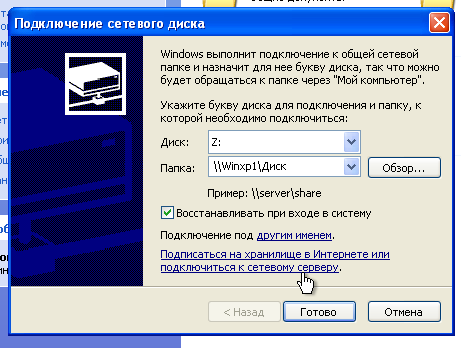 Подключение сетевого диска
Windows выполнит подключение к общей сетевой
папке и назначит для нее букву диска, так что можно
будет обращаться к папке через "Мой компьютер".
Укажите букву диска для подключения и папку, к
которой необходимо подключиться:
Диск: Z:
Папка: \\Winxp1\Диск Обзор...
Пример: \\server\share
Восстанавливать при входе в систему
Подключение под другим именем.
Подписаться на хранилище в Интернете или
подключиться к сетевому серверу.
< Назад Готово Отмена